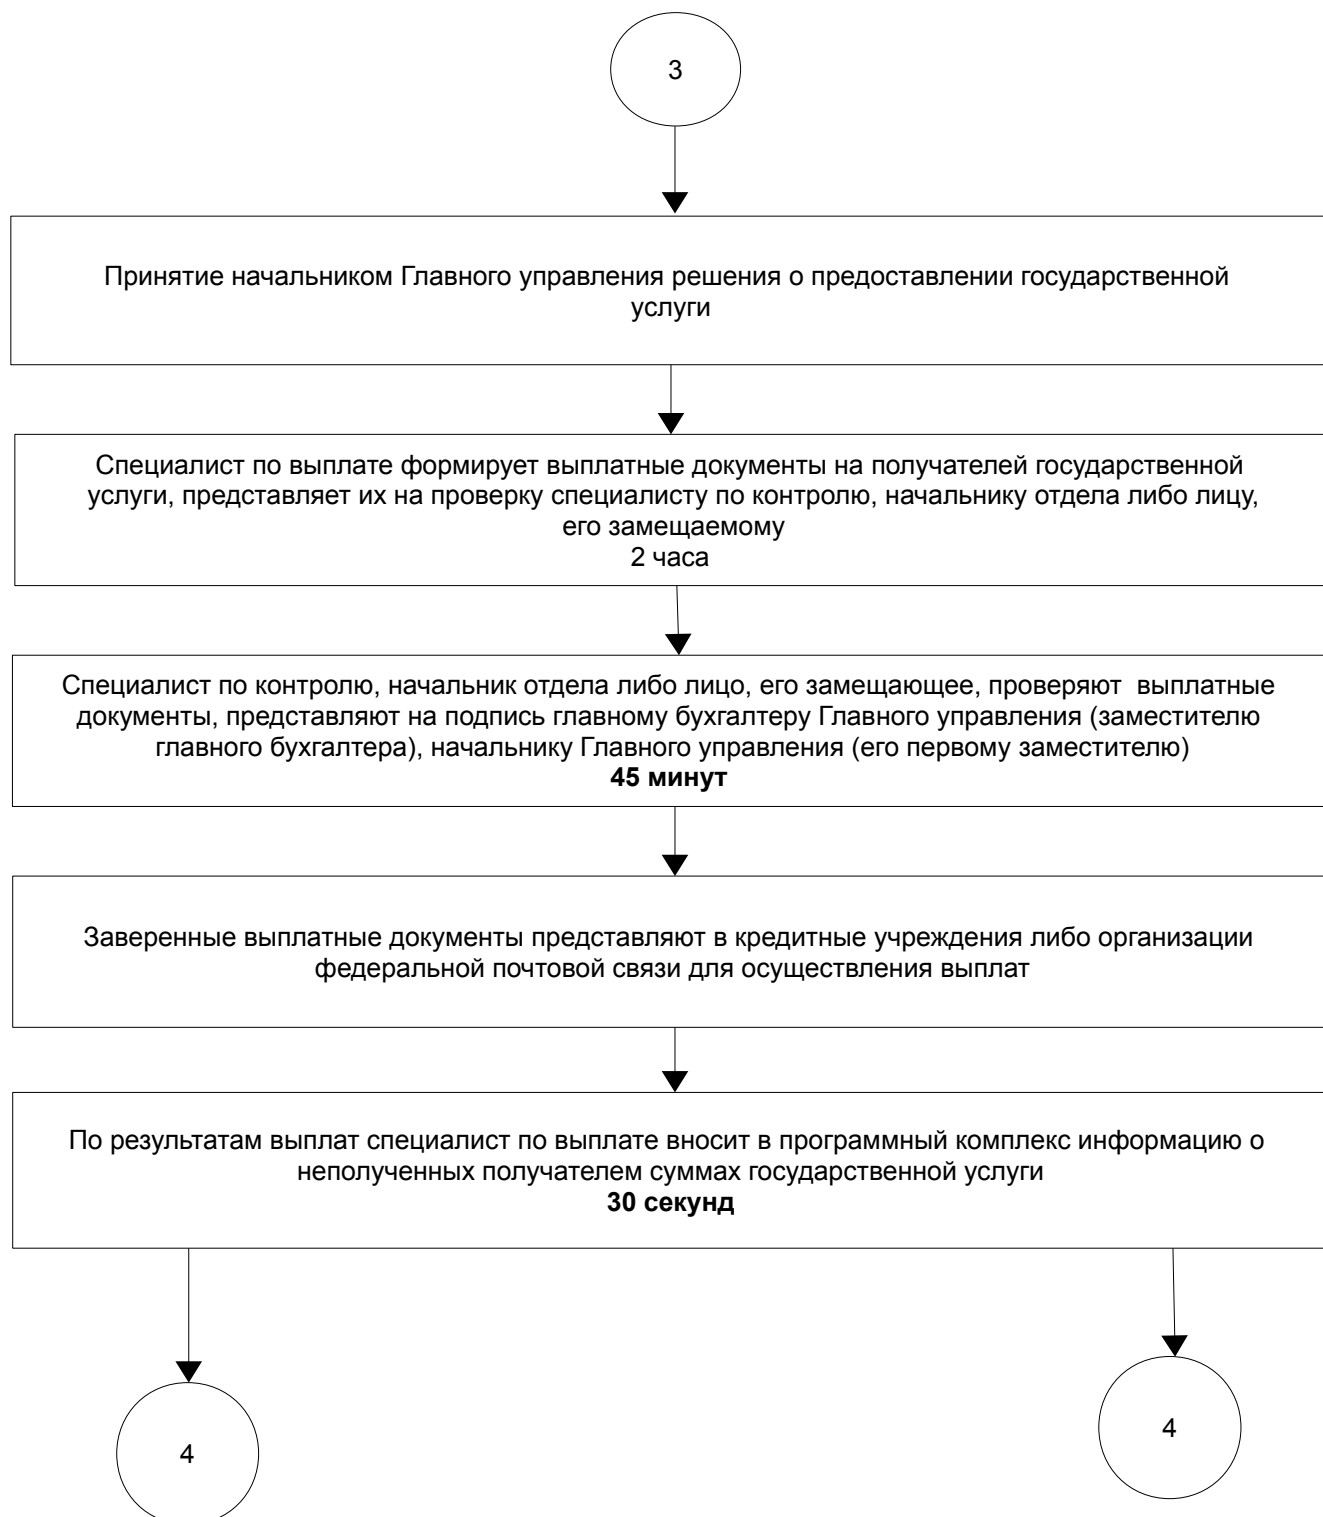 3
Принятие начальником Главного управления решения о предоставлении государственной
услуги
Специалист по выплате формирует выплатные документы на получателей государственной
услуги, представляет их на проверку специалисту по контролю, начальнику отдела либо лицу,
его замещаемому
2 часа
Специалист по контролю, начальник отдела либо лицо, его замещающее, проверяют выплатные
документы, представляют на подпись главному бухгалтеру Главного управления (заместителю
главного бухгалтера), начальнику Главного управления (его первому заместителю)
45 минут
Заверенные выплатные документы представляют в кредитные учреждения либо организации
федеральной почтовой связи для осуществления выплат
По результатам выплат специалист по выплате вносит в программный комплекс информацию о
неполученных получателем суммах государственной услуги
30 секунд
4
4